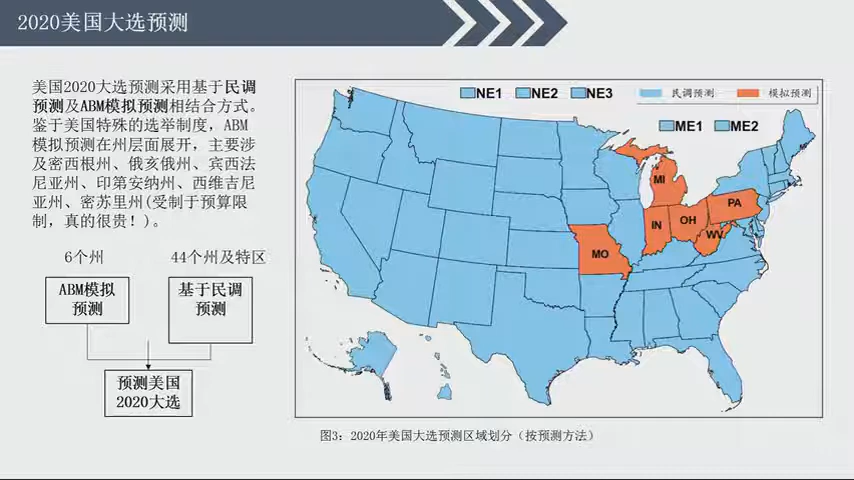 2020美国大选预测
美国2020大选预测采用基于民调
预测及ABM模拟预测相结合方式。
鉴于美国特殊的选举制度，ABM
模拟预测在州层面展开，主要涉
及密西根州、俄亥俄州、宾西法
尼亚州、印第安纳州、西维吉尼
亚州、密苏里州(受制于预算限
制，真的很贵！)。
6个州
44个州及特区
ABM模拟
预测
基于民调
预测
预测美国
2020大选
NE1
NE2
NE3
民调预测
模拟预测
ME1
ME2
MI
PA
IN
OH
WV
MO
图3：2020年美国大选预测区域划分（按预测方法）